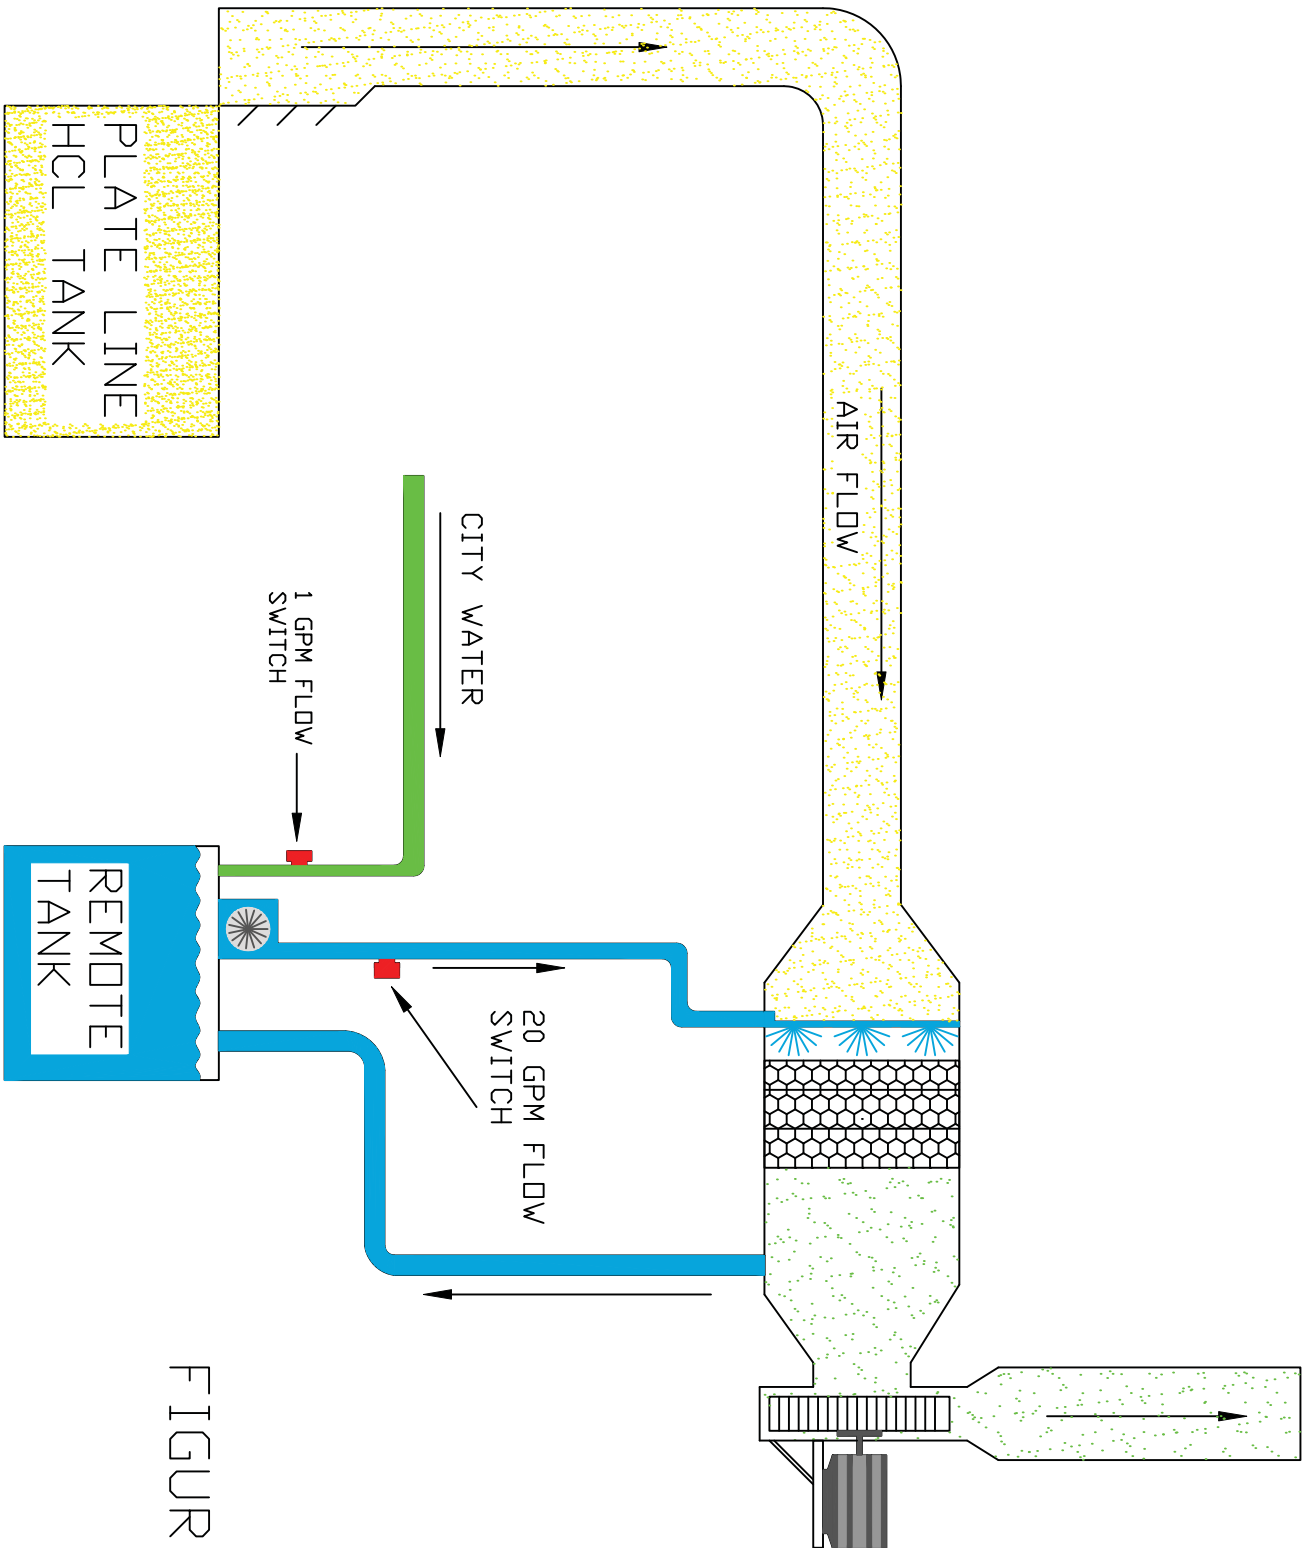 AIR FLOW
CITY WATER
20 GPM FLOW
SWITCH
1 GPM FLOW
SWITCH
PLATE LINE
HCL TANK
REMOTE
TANK
FIGUR